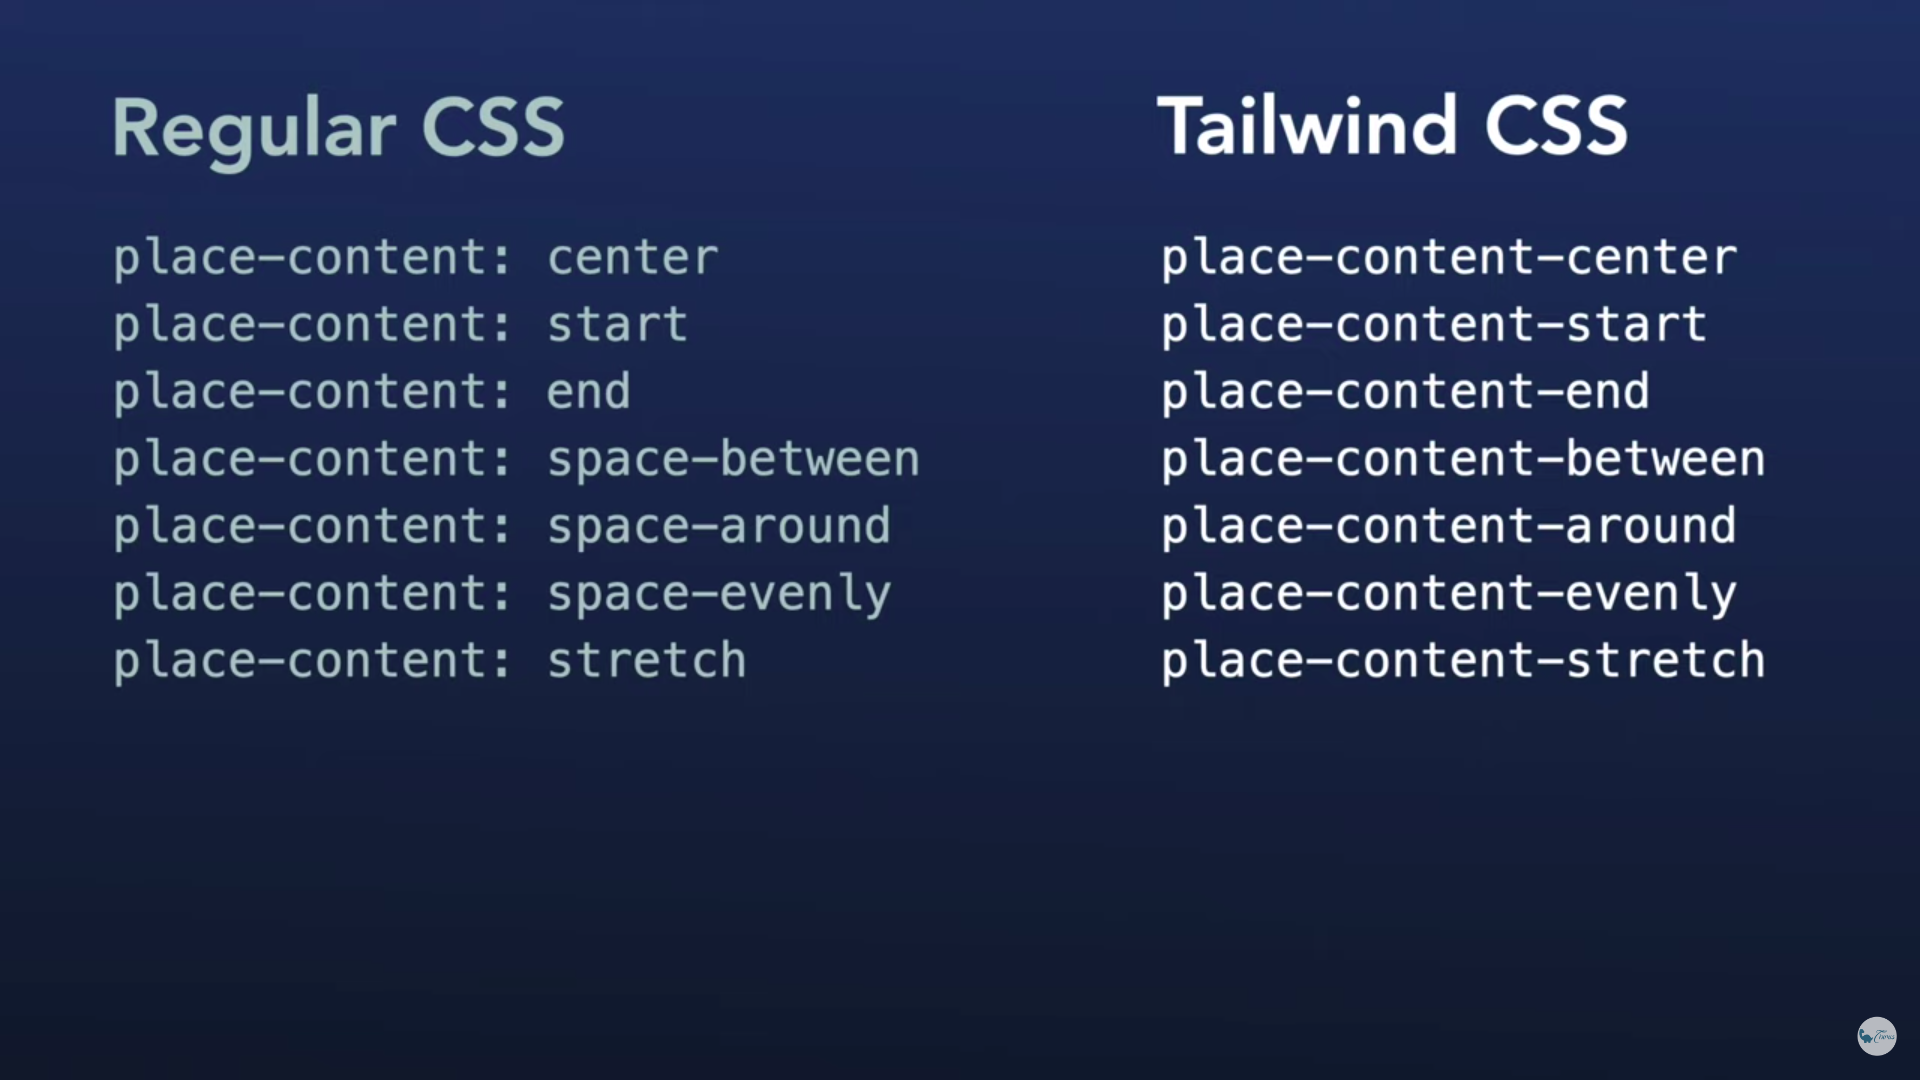 Regular CSS
place-content: center
place-content: start
place-content: end
place-content: space-between
place-content: space-around
place-content: space-evenly
place-content: stretch
Tailwind CSS
place-content-center
place-content-start
place-content-end
place-content-between
place-content-around
place-content-evenly
place-content-stretch